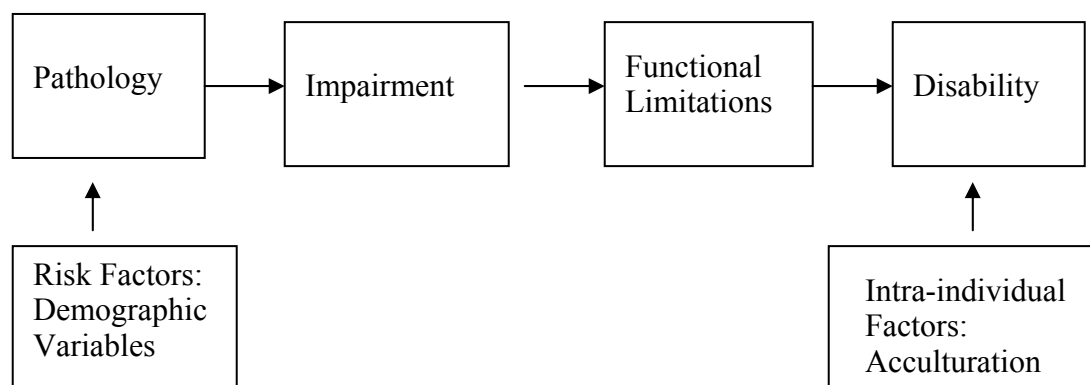 Pathology
Impairment
Functional
Limitations
Disability
Risk Factors:
Demographic
Variables
Intra-individual
Factors:
Acculturation